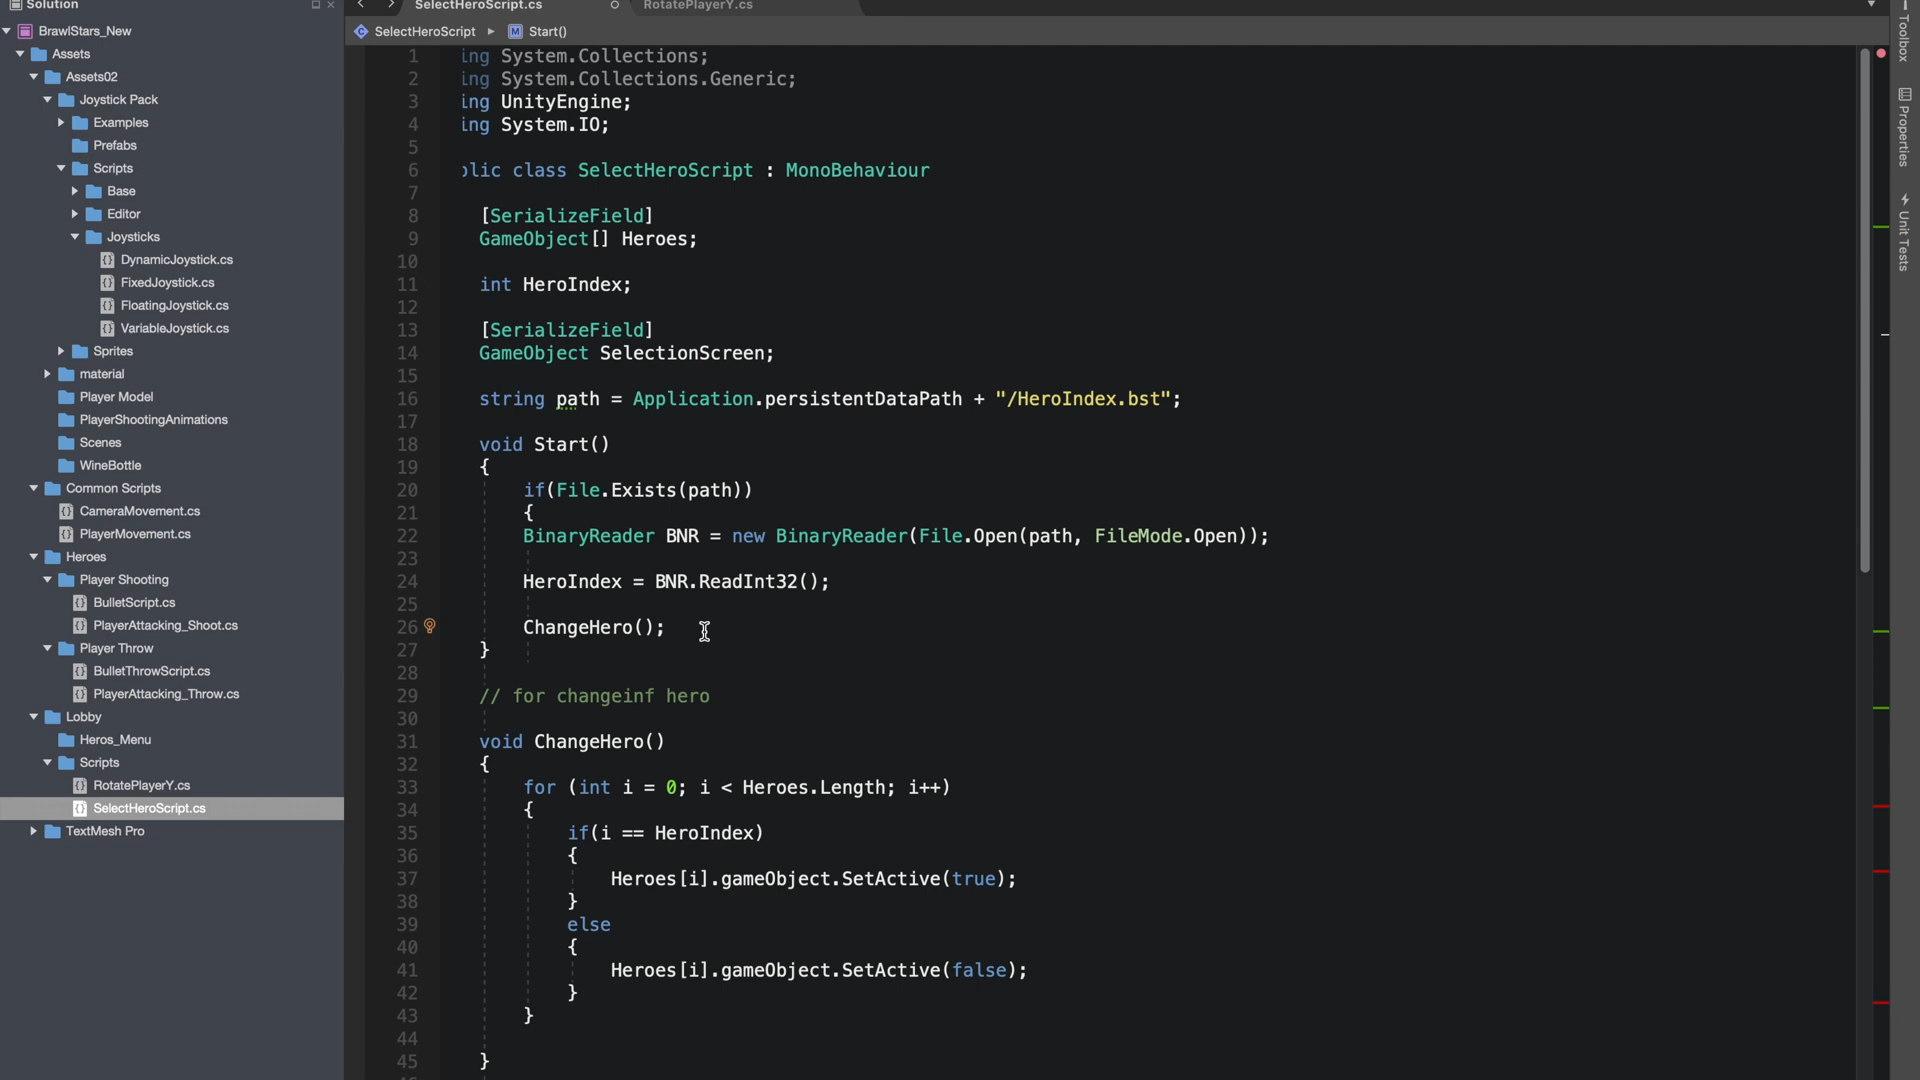 Solution
BrawlStars_New
Assets
Assets02
Joystick Pack
Examples
Prefabs
Scripts
Base
Editor
Joysticks
DynamicJoystick.cs
FixedJoystick.cs
FloatingJoystick.cs
VariableJoystick.cs
Sprites
material
Player Model
PlayerShootingAnimations
Scenes
WineBottle
Common Scripts
CameraMovement.cs
PlayerMovement.cs
Heroes
Player Shooting
BulletScript.cs
PlayerAttacking_Shoot.cs
Player Throw
BulletThrowScript.cs
PlayerAttacking_Throw.cs
Lobby
Heros_Menu
Scripts
RotatePlayerY.cs
SelectHeroScript.cs
TextMesh Pro
SelectHeroScript.cs
RotatePlayerY.cs
SelectHeroScript
M Start()
1 ing System.Collections;
2 ing System.Collections.Generic;
3 ing UnityEngine;
4 ing System.IO;
5
6 blic class SelectHeroScript : MonoBehaviour
7
8 [SerializeField]
9 GameObject[] Heroes;
10
11 int HeroIndex;
12
13 [SerializeField]
14 GameObject SelectionScreen;
15
16 string path = Application.persistentDataPath + "/HeroIndex.bst";
17
18 void Start()
19 {
20 if(File.Exists(path))
21 {
22 BinaryReader BNR = new BinaryReader(File.Open(path, FileMode.Open));
23
24 HeroIndex = BNR.ReadInt32();
25
26 ChangeHero();
27 }
28
29 // for changeinf hero
30
31 void ChangeHero()
32 {
33 for (int i = 0; i < Heroes.Length; i++)
34 {
35 if(i == HeroIndex)
36 {
37 Heroes[i].gameObject.SetActive(true);
38 }
39 else
40 {
41 Heroes[i].gameObject.SetActive(false);
42 }
43 }
44
45 }
Toolbox
Properties
Unit Tests